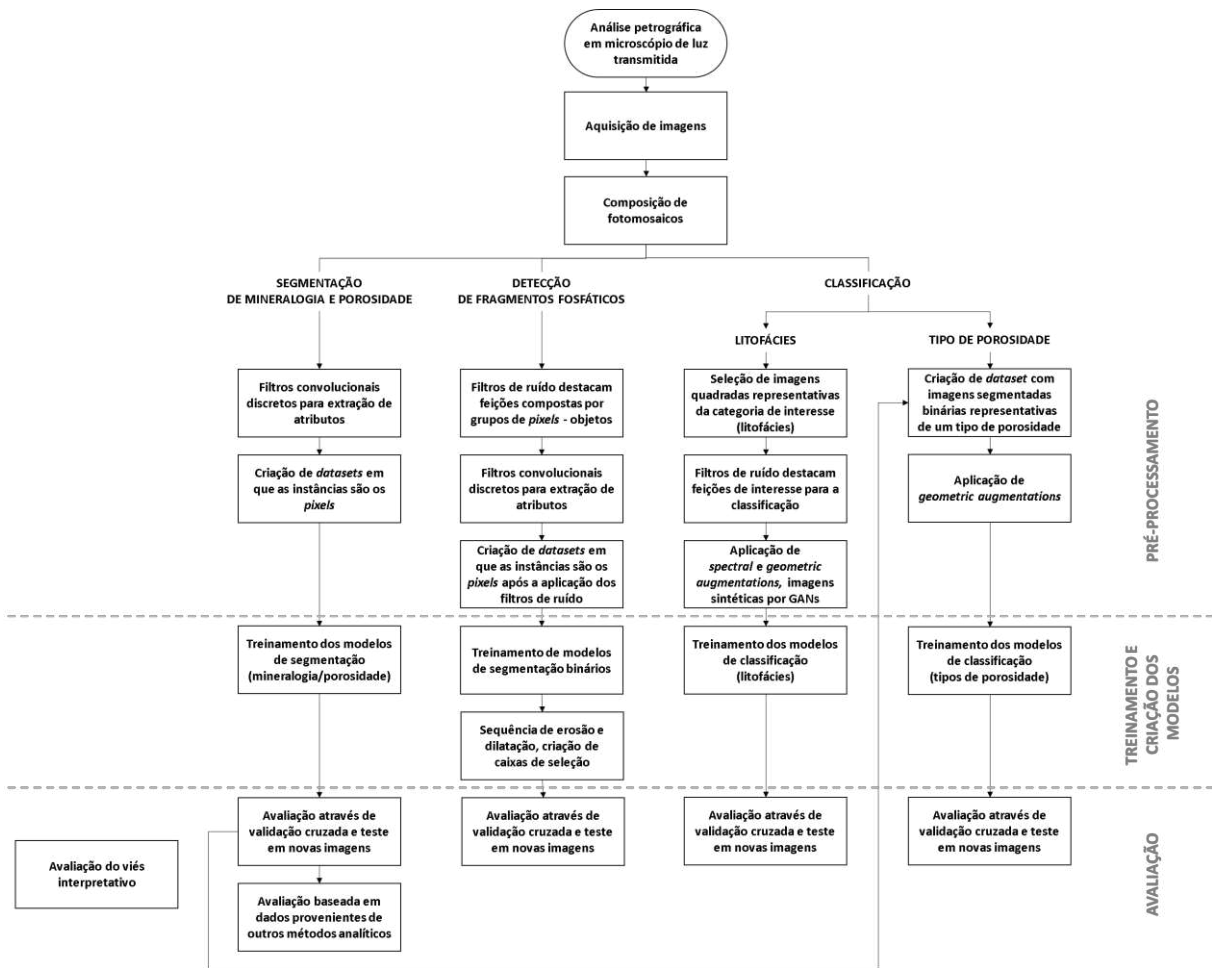 Análise petrográfica
em microscópio de luz
transmitida
Aquisição de imagens
Composição de
fotomosaicos
SEGMENTAÇÃO
DE MINERALOGIA E POROSIDADE
DETECÇÃO
DE FRAGMENTOS FOSFÁTICOS
CLASSIFICAÇÃO
LITOFÁCIES
TIPO DE POROSIDADE
Filtros convolucionais
discretos para extração de
atributos
Criação de datasets em
que as instâncias são os
pixels
Filtros de ruído destacam
feições compostas por
grupos de pixels - objetos
Filtros convolucionais
discretos para extração de
atributos
Criação de datasets em
que as instâncias são os
pixels após a aplicação dos
filtros de ruído
Seleção de imagens
quadradas representativas
da categoria de interesse
(litofácies)
Filtros de ruído destacam
feições de interesse para a
classificação
Aplicação de
spectral e geometric
augmentations, imagens
sintéticas por GANs
Criação de dataset com
imagens segmentadas
binárias representativas
de um tipo de porosidade
Aplicação de
geometric augmentations
PRÉ-PROCESSAMENTO
Treinamento dos modelos
de segmentação
(mineralogia/porosidade)
Treinamento de modelos
de segmentação binários
Sequência de erosão e
dilatação, criação de
caixas de seleção
Treinamento dos modelos
de classificação
(litofácies)
Treinamento dos modelos
de classificação
(tipos de porosidade)
TREINAMENTO E
CRIAÇÃO DOS
MODELOS
Avaliação do viés
interpretativo
Avaliação através de
validação cruzada e teste
em novas imagens
Avaliação baseada em
dados provenientes de
outros métodos analíticos
Avaliação através de
validação cruzada e teste
em novas imagens
Avaliação através de
validação cruzada e teste
em novas imagens
Avaliação através de
validação cruzada e teste
em novas imagens
AVALIAÇÃO